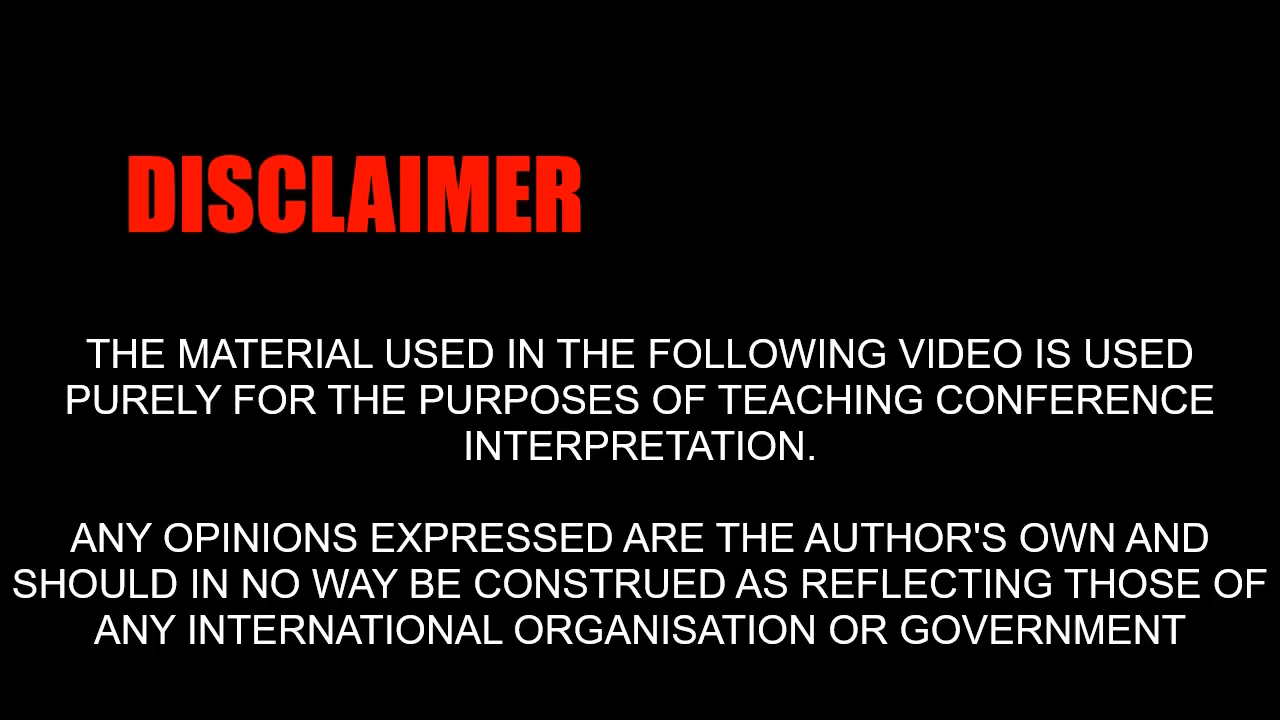 DISCLAIMER
THE MATERIAL USED IN THE FOLLOWING VIDEO IS USED
PURELY FOR THE PURPOSES OF TEACHING CONFERENCE
INTERPRETATION.
ANY OPINIONS EXPRESSED ARE THE AUTHOR'S OWN AND
SHOULD IN NO WAY BE CONSTRUED AS REFLECTING THOSE OF
ANY INTERNATIONAL ORGANISATION OR GOVERNMENT